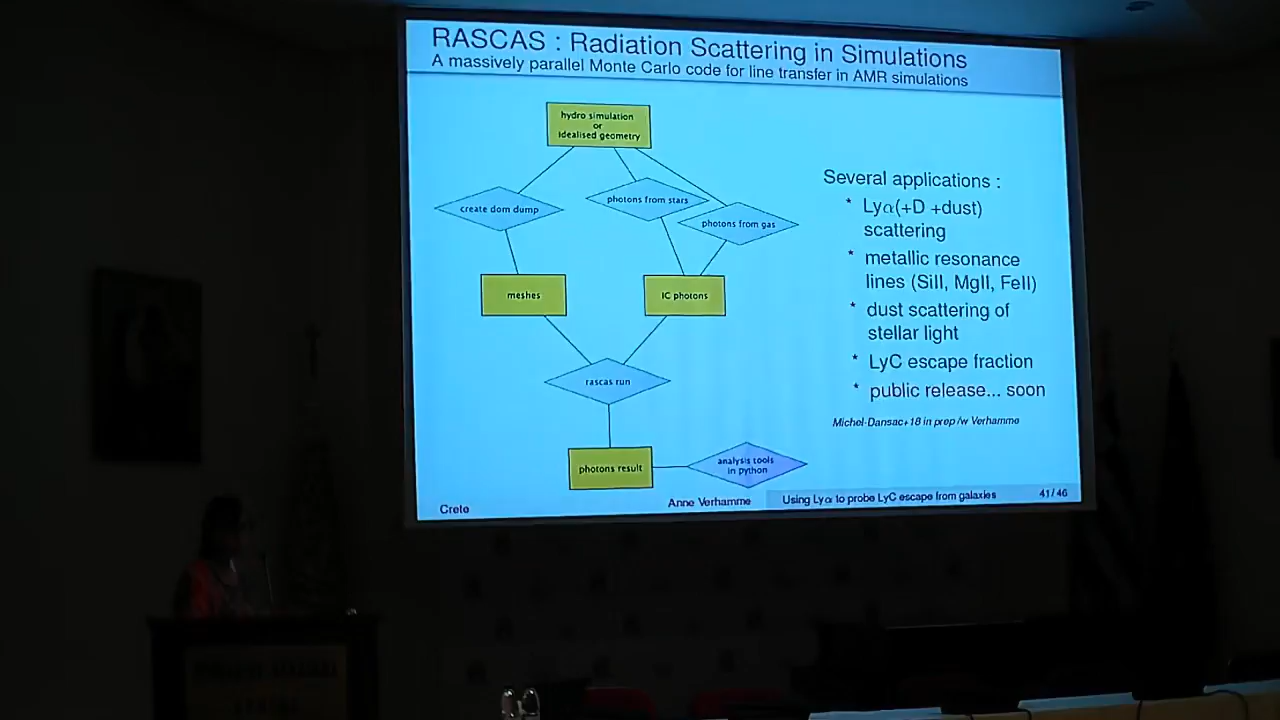 RASCAS : Radiation Scattering in Simulations
A massively parallel Monte Carlo code for line transfer in AMR simulations
hydro simulation
or
idealised geometry
create dom dump
photons from stars
photons from gas
meshes
IC photons
rascas run
photons result
analysis tools
in python
Several applications :
* Lyα(+D +dust)
scattering
* metallic resonance
lines (SiII, MgII, FeII)
* dust scattering of
stellar light
* LyC escape fraction
* public release... soon
Michel-Dansac+18 in prep /w Verhamme
Crete
Anne Verhamme
Using Lyα to probe LyC escape from galaxies
41/46